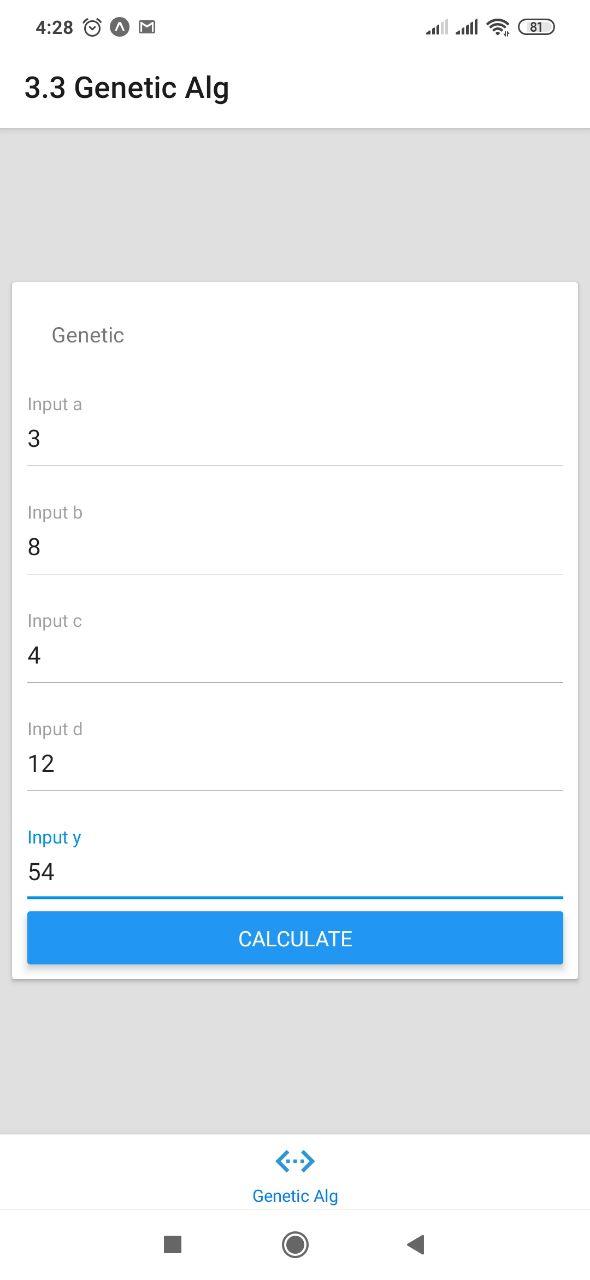 4:28 81
3.3 Genetic Alg
Genetic
Input a
3
Input b
8
Input c
4
Input d
12
Input y
54
CALCULATE
Genetic Alg